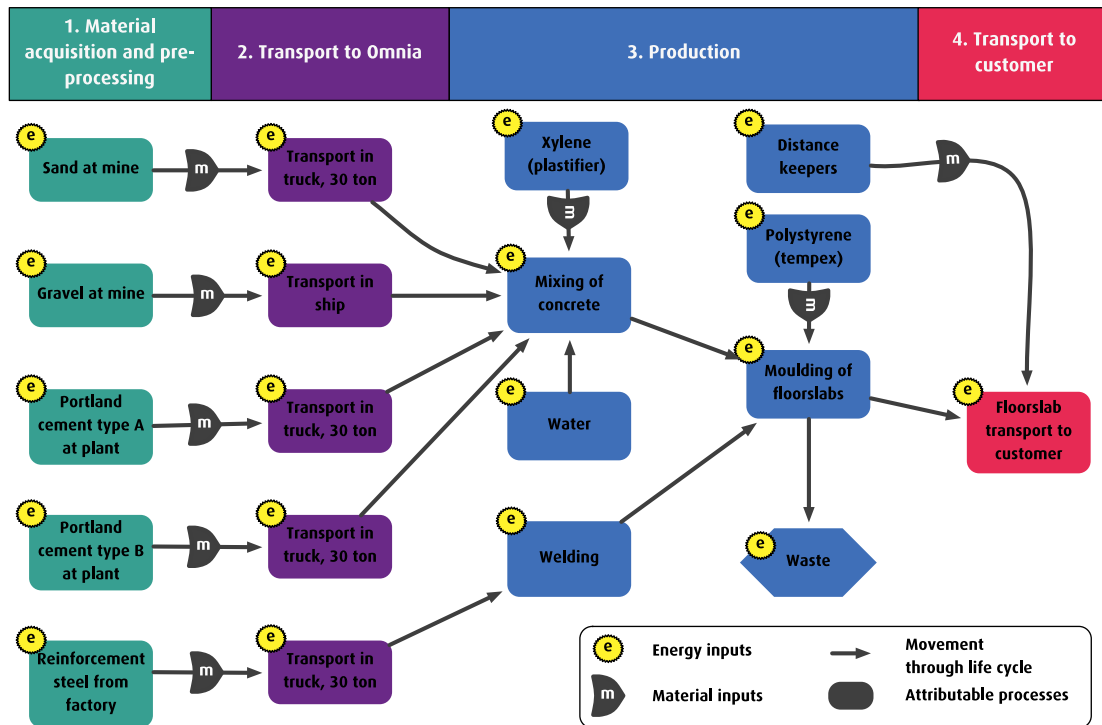 1. Material
acquisition and pre-
processing
2. Transport to Omnia
3. Production
4. Transport to
customer
e
Sand at mine
m
e
Transport in
truck, 30 ton
e
Xylene
(plastifier)
m
e
Distance
keepers
m
e
Polystyrene
(tempex)
m
e
Gravel at mine
m
e
Transport in
ship
e
Mixing of
concrete
e
Moulding of
floorslabs
e
Portland
cement type A
at plant
m
e
Transport in
truck, 30 ton
e
Water
e
Floorslab
transport to
customer
e
Portland
cement type B
at plant
m
e
Transport in
truck, 30 ton
e
Welding
e
Waste
e
Reinforcement
steel from
factory
m
e
Transport in
truck, 30 ton
e
Energy inputs
Movement
through life cycle
m
Material inputs
Attributable processes